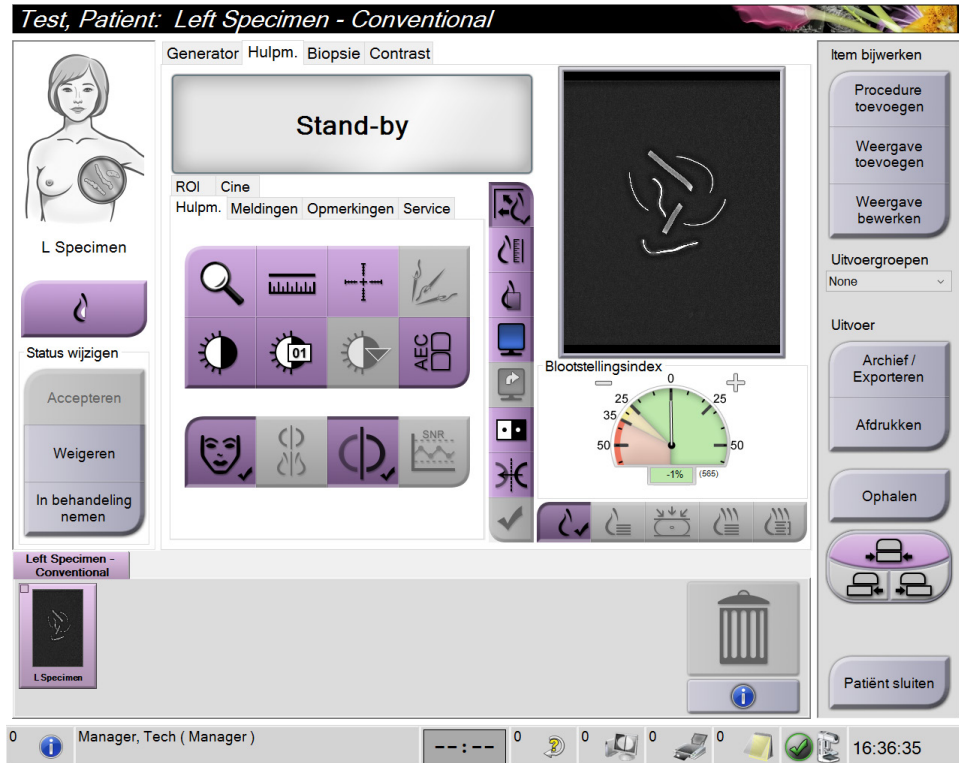 Test, Patient: Left Specimen - Conventional
L Specimen
Status wijzigen
Accepteren
Weigeren
In behandeling
nemen
Generator Hulpm. Biopsie Contrast
Stand-by
ROI Cine
Hulpm. Meldingen Opmerkingen Service
01
AEC
SNR
Blootstellingsindex
0
25 25
35
50 50
-1% (565)
Item bijwerken
Procedure
toevoegen
Weergave
toevoegen
Weergave
bewerken
Uitvoergroepen
None
Uitvoer
Archief /
Exporteren
Afdrukken
Ophalen
Patiënt sluiten
Left Specimen -
Conventional
L Specimen
0 Manager, Tech ( Manager ) --:-- 0 0 0 0 16:36:35